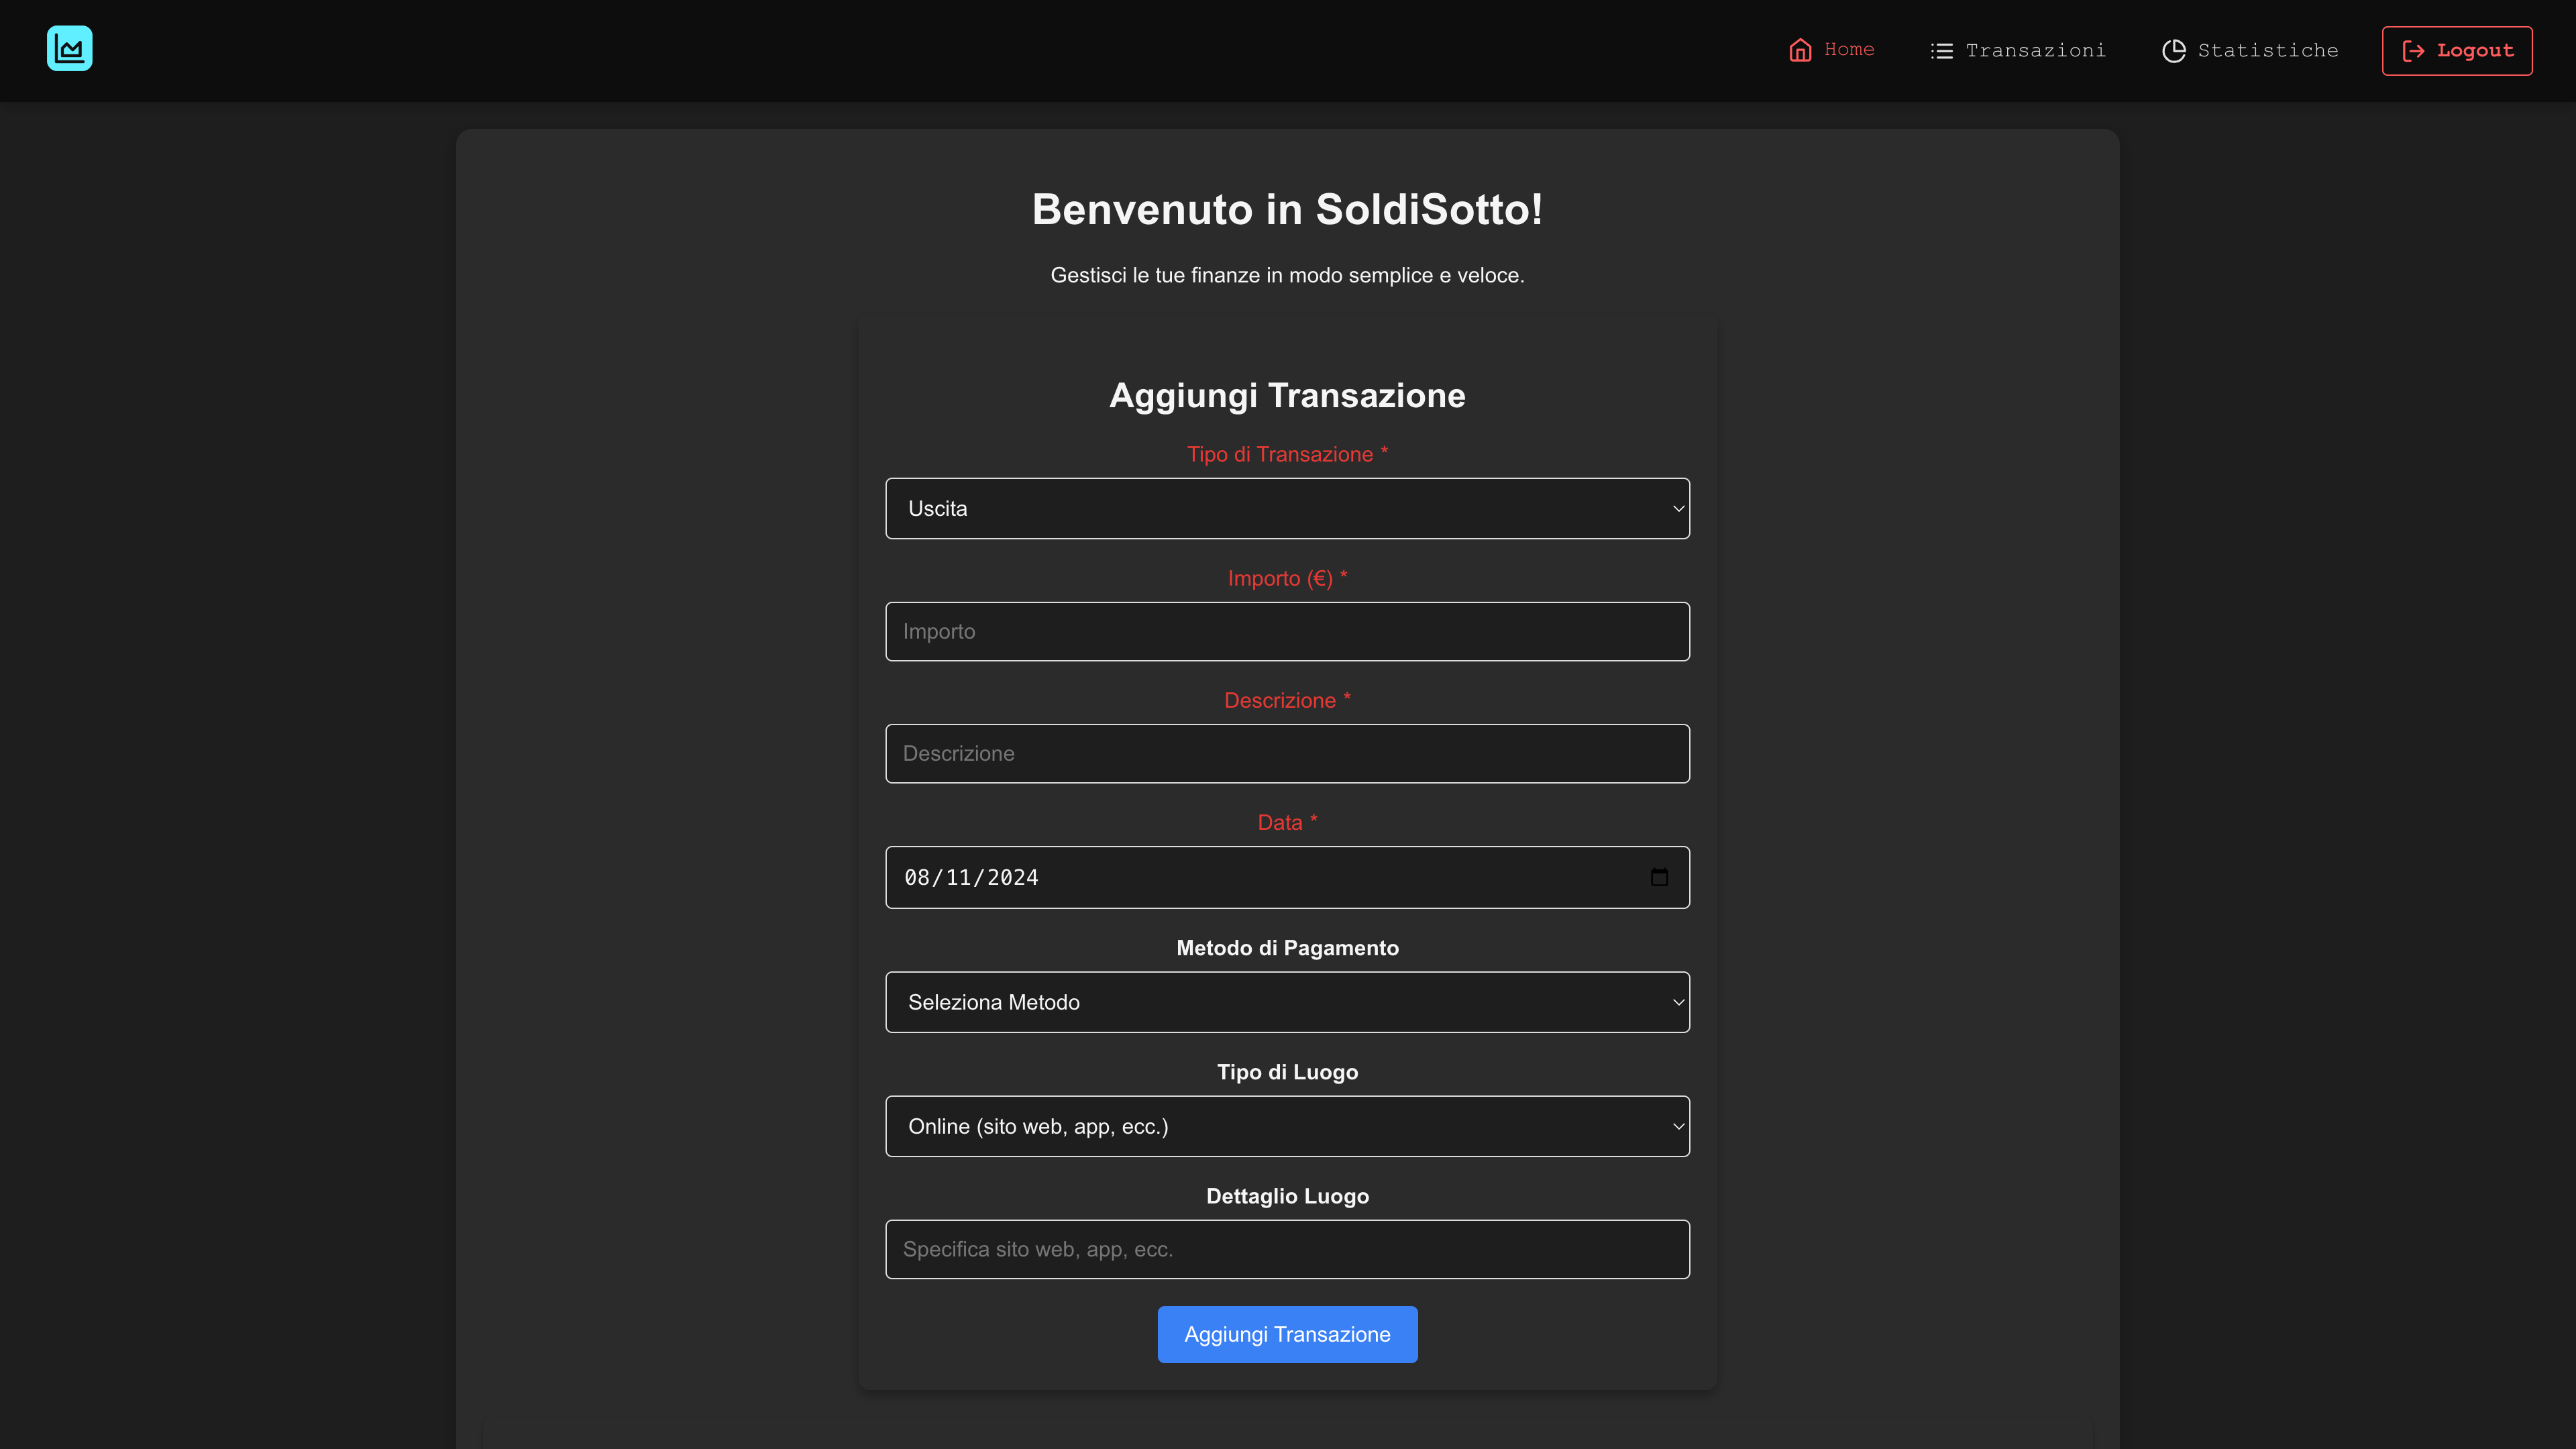 Home
Transazioni
Statistiche
Logout
Benvenuto in SoldiSotto!
Gestisci le tue finanze in modo semplice e veloce.
Aggiungi Transazione
Tipo di Transazione *
Uscita
Importo (€) *
Importo
Descrizione *
Descrizione
Data *
08/11/2024
Metodo di Pagamento
Seleziona Metodo
Tipo di Luogo
Online (sito web, app, ecc.)
Dettaglio Luogo
Specifica sito web, app, ecc.
Aggiungi Transazione